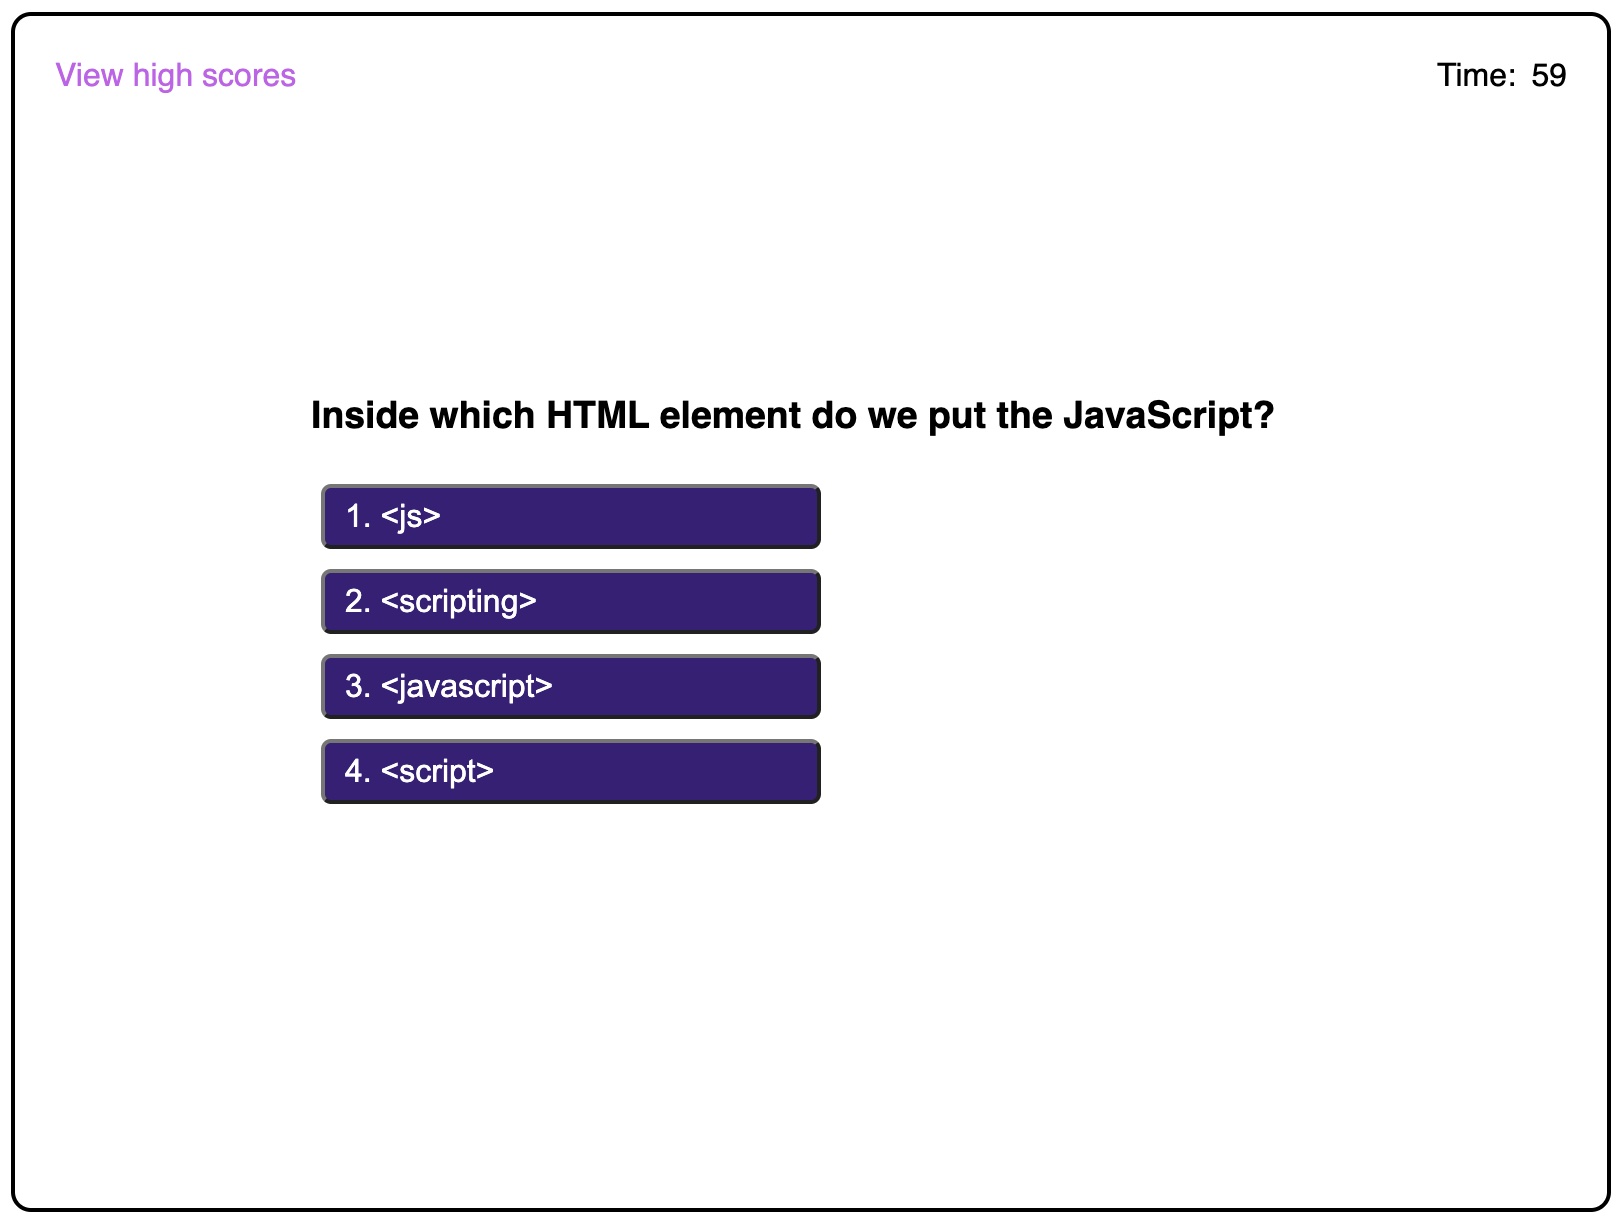 View high scores
Time: 59
Inside which HTML element do we put the JavaScript?
1. <js>
2. <scripting>
3. <javascript>
4. <script>